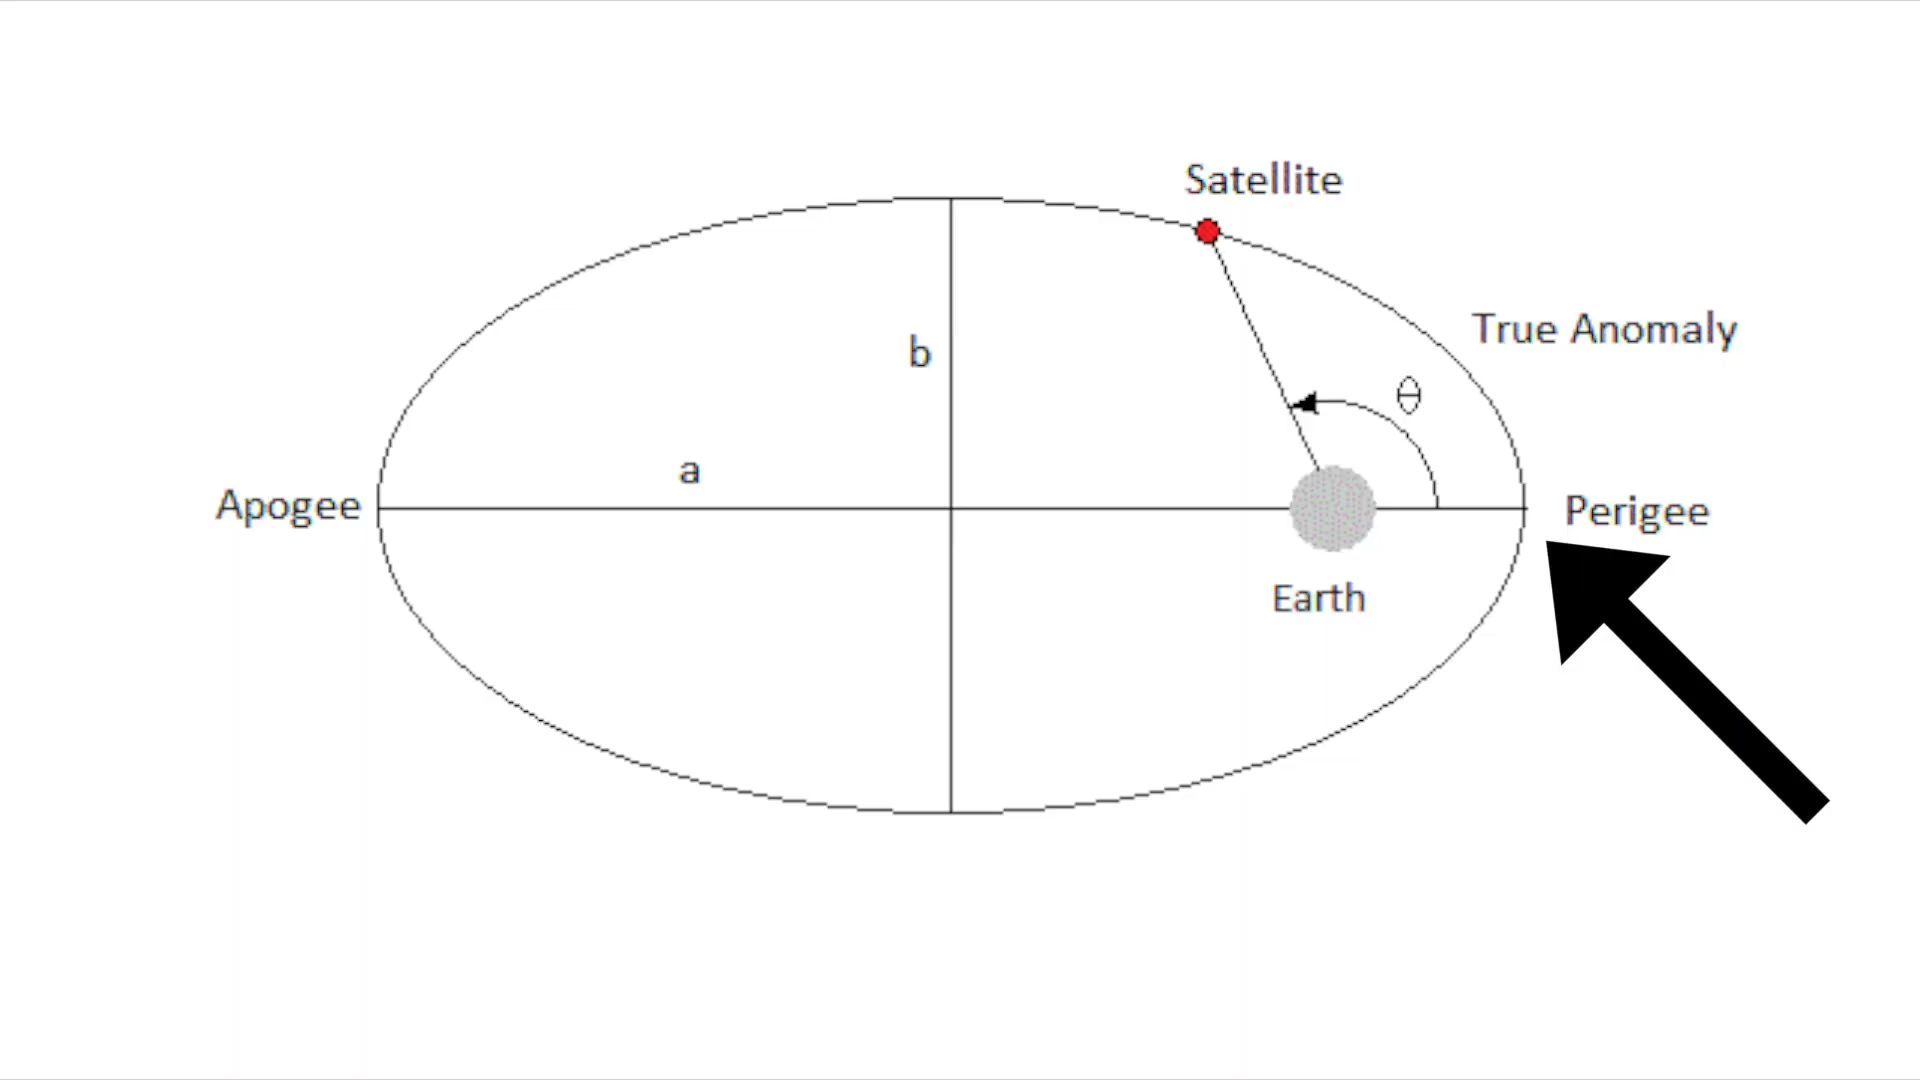 Satellite
True Anomaly
b
θ
a
Apogee
Perigee
Earth